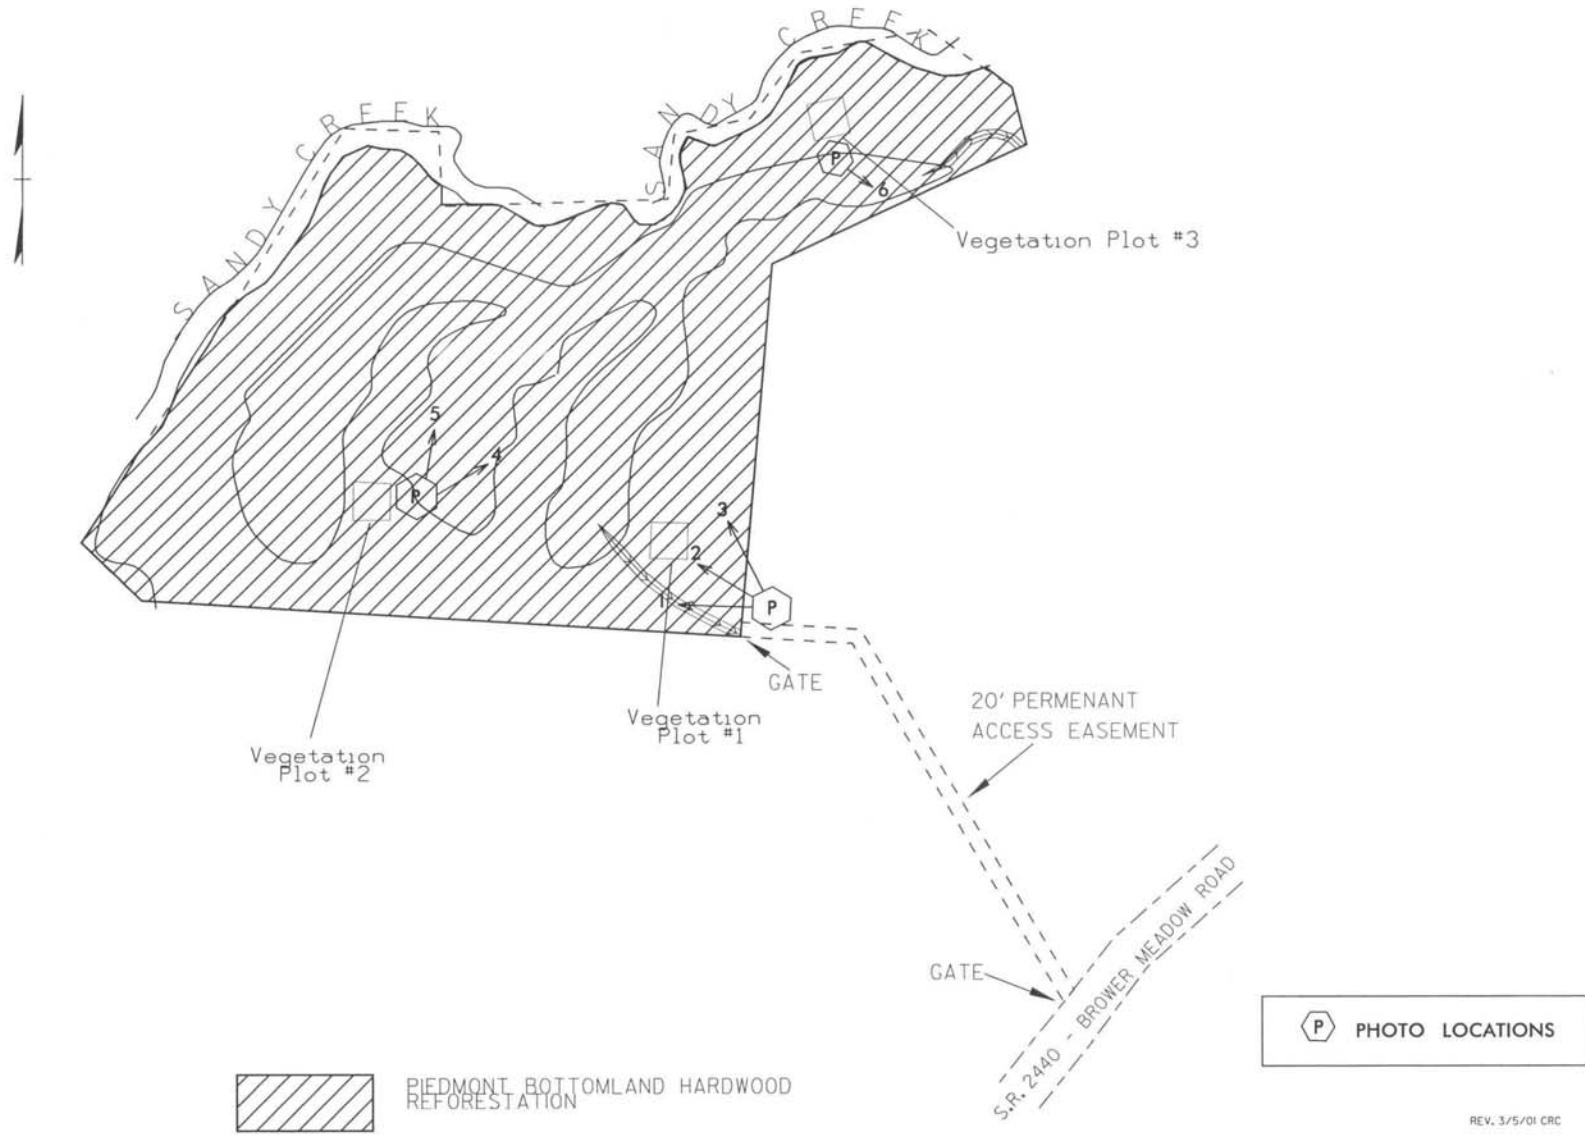 SANDY CREEK
SANDY CREEK
P
6
Vegetation Plot #3
5
4
P
3
2
1
P
GATE
Vegetation
Plot #1
Vegetation
Plot #2
20' PERMENANT
ACCESS EASEMENT
GATE
S.R. 2440 - BROWER MEADOW ROAD
P PHOTO LOCATIONS
PIEDMONT BOTTOMLAND HARDWOOD
REFORESTATION
REV. 3/5/01 CRC